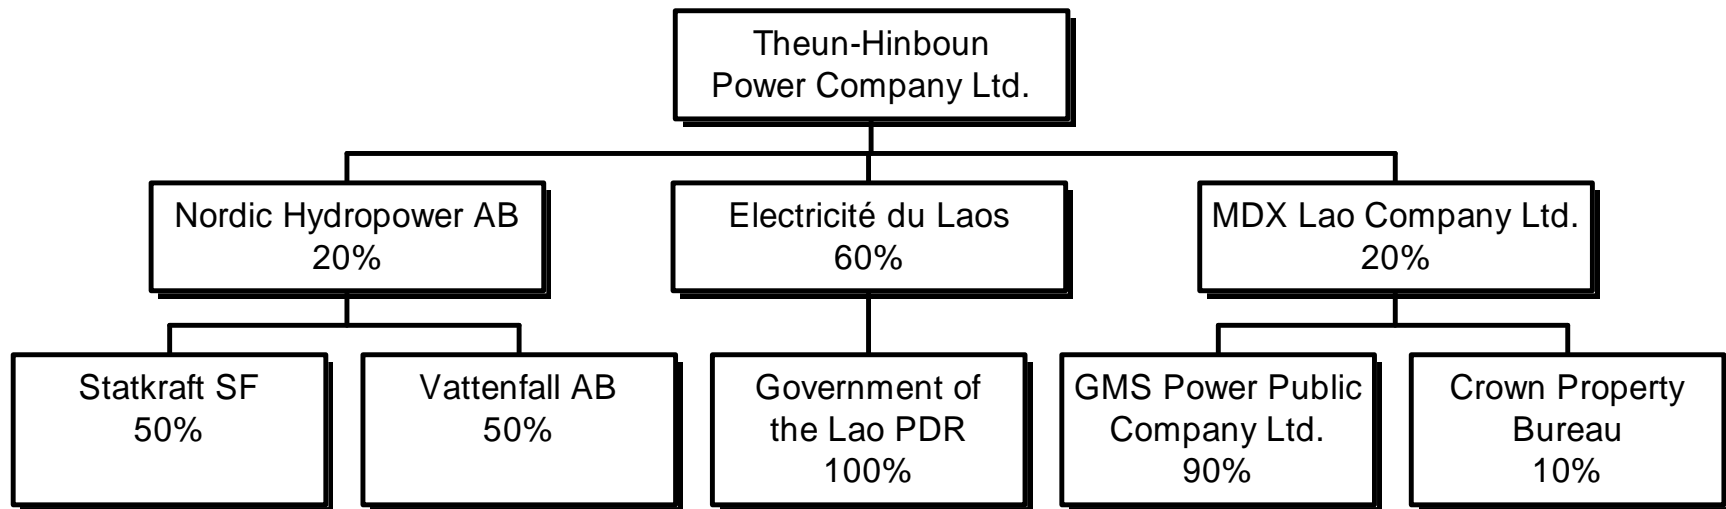 Theun-Hinboun
Power Company Ltd.
Nordic Hydropower AB
20%
Electricité du Laos
60%
MDX Lao Company Ltd.
20%
Statkraft SF
50%
Vattenfall AB
50%
Government of
the Lao PDR
100%
GMS Power Public
Company Ltd.
90%
Crown Property
Bureau
10%